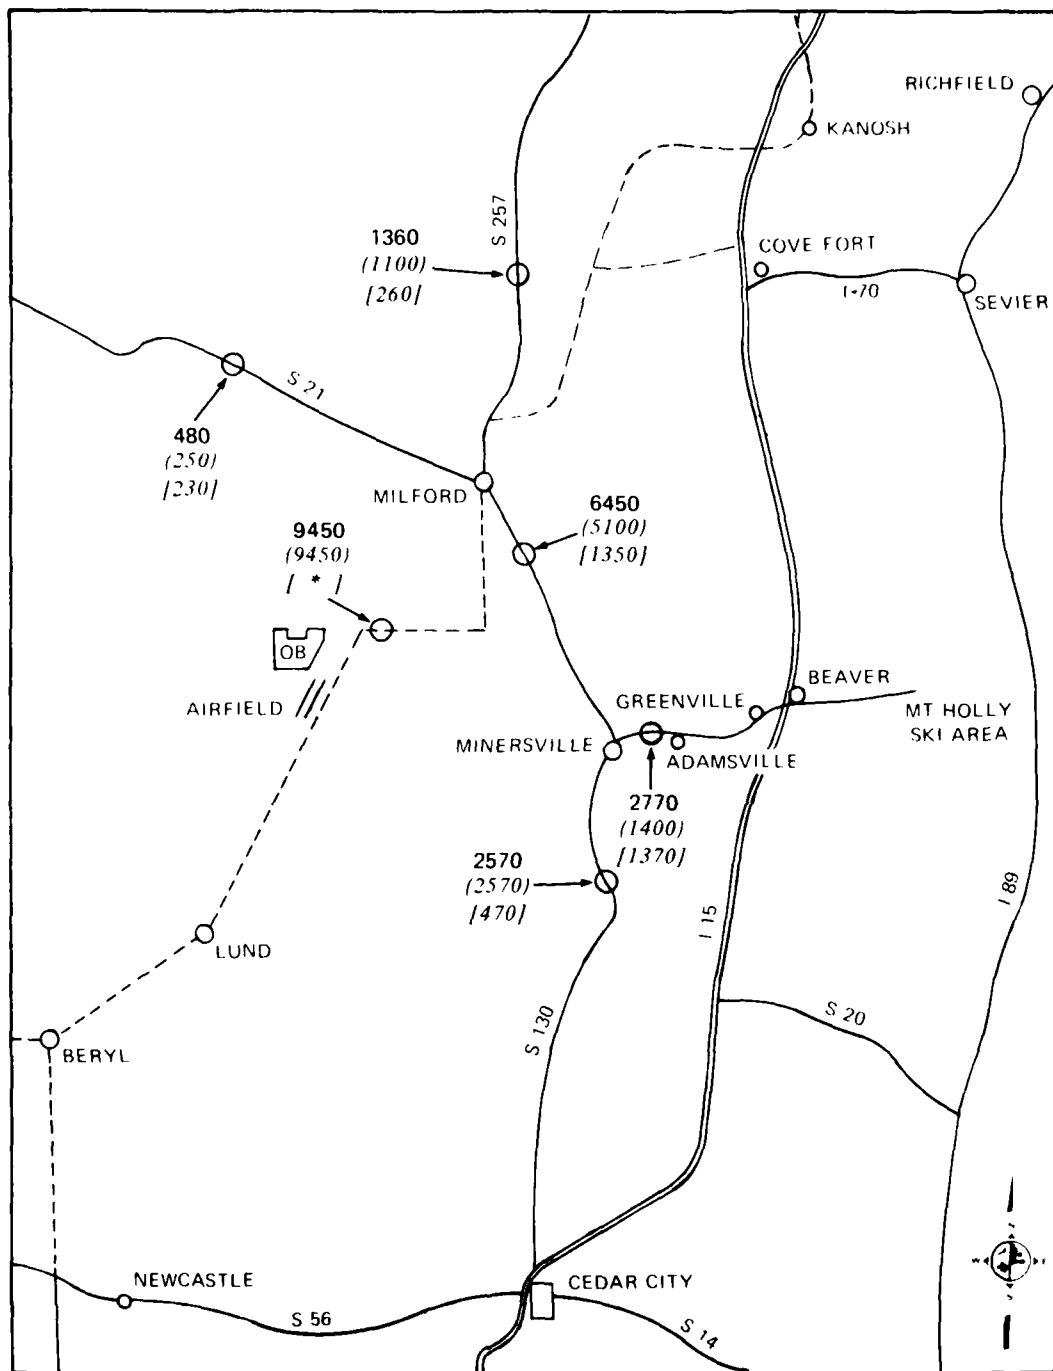 RICHFIELD
KANOSH
S 257
1360
(1100)
[260]
COVE FORT
I-70
SEVIER
S 21
480
(250)
[230]
MILFORD
6450
(5100)
[1350]
9450
(9450)
[ * ]
OB
AIRFIELD
BEAVER
GREENVILLE
MT HOLLY
SKI AREA
MINERSVILLE
ADAMSVILLE
2770
(1400)
[1370]
2570
(2570)
[470]
I 89
I 15
LUND
S 20
S 130
BERYL
W
E
NEWCASTLE
CEDAR CITY
S 56
S 14